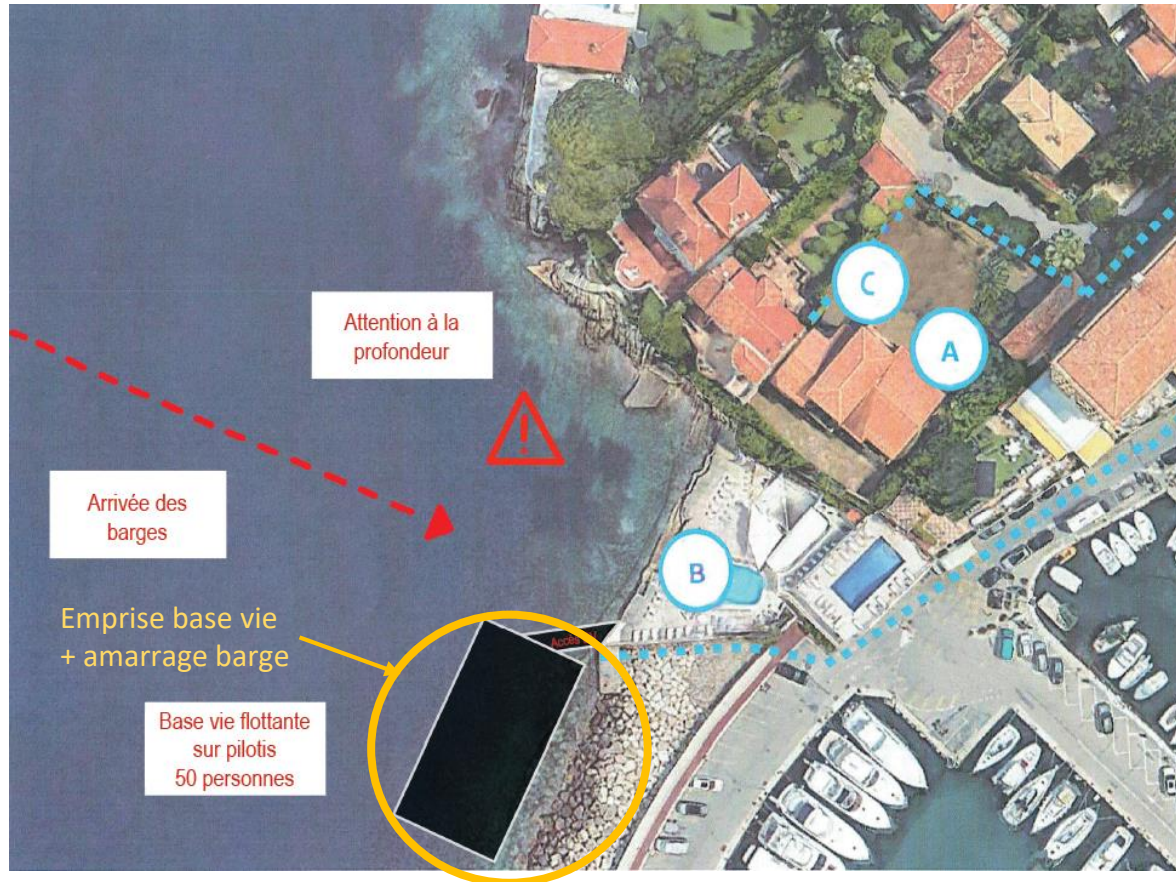 Attention à la
profondeur
C
A
Arrivée des
barges
B
Emprise base vie
+ amarrage barge
Base vie flottante
sur pilotis
50 personnes